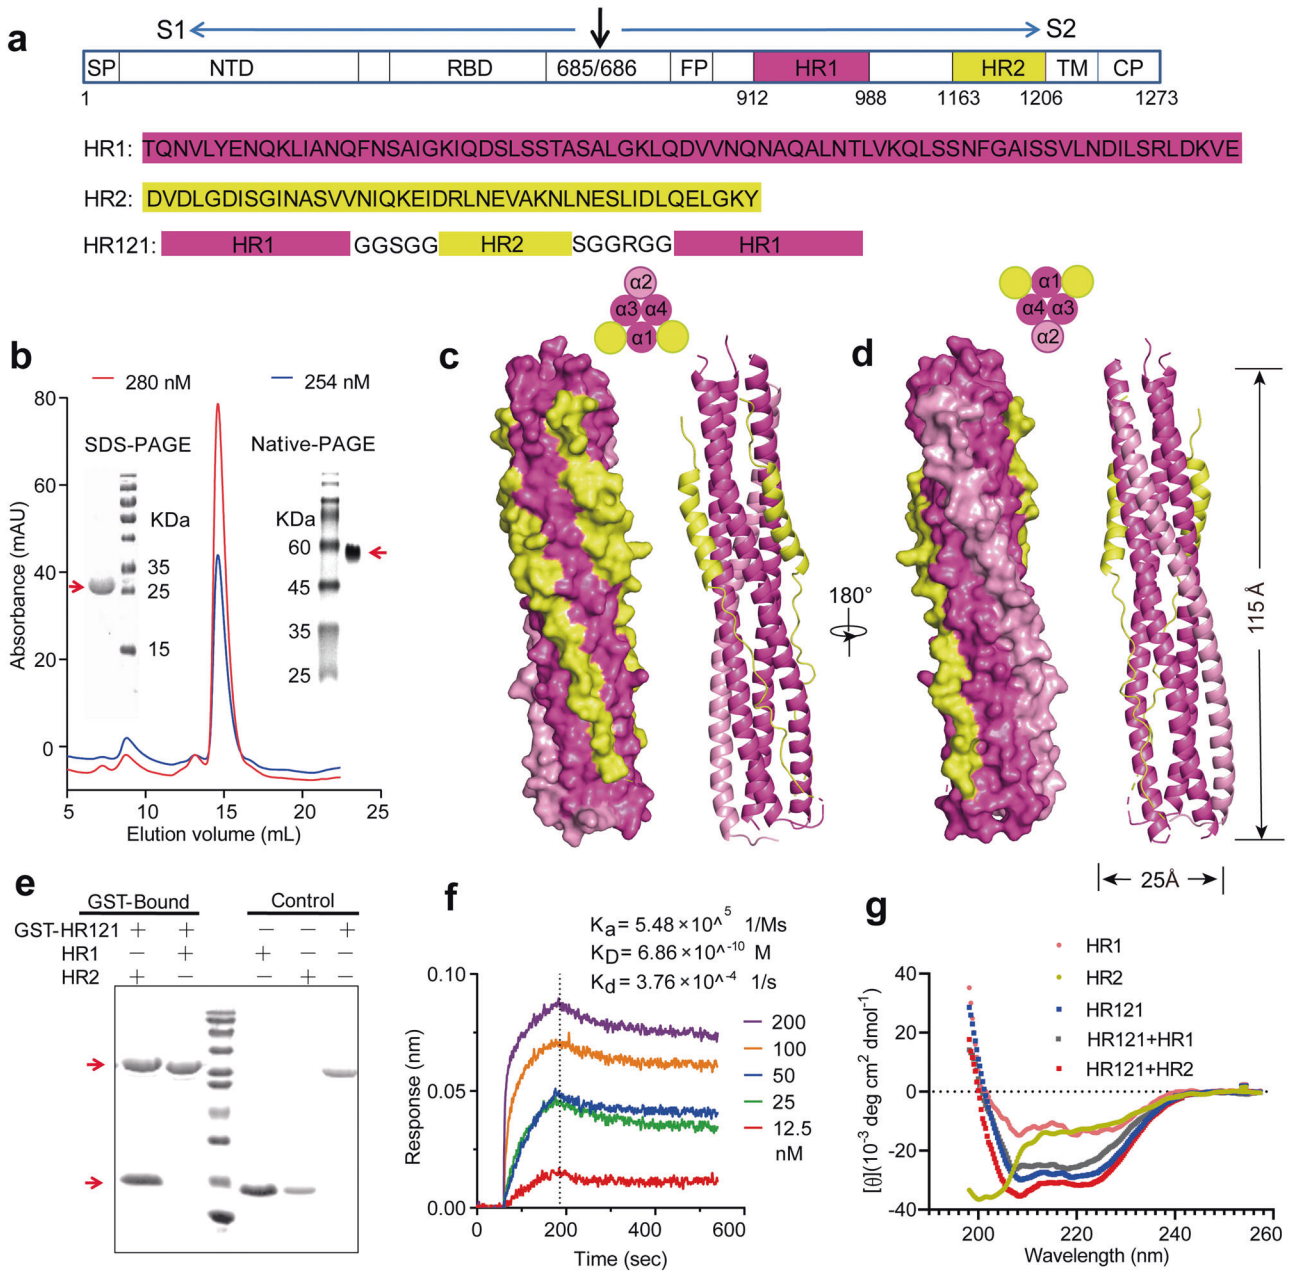 a
S1 S2
SP NTD RBD 685/686 FP HR1 HR2 TM CP
1 912 988 1163 1206 1273
HR1: TQNVLYENQKLIANQFNSAIGKIQDSLSSTASALGKLQDVVNQNAQALNTLVKQLSSNFGAISSVLNDILSRLDKVE
HR2: DVDLGDISGINASVVNIQKEIDRLNEVAKNLNESLIDLQELGKY
HR121: HR1 GGSGG HR2 SGGRGG HR1
b
280 nM 254 nM
SDS-PAGE Native-PAGE
KDa
35
25
15
KDa
60
45
35
25
80
60
40
20
0
Absorbance (mAU)
5 10 15 20 25
Elution volume (mL)
c
α2
α3 α4
α1
180°
d
α1
α4 α3
α2
115 Å
25Å
e
GST-Bound Control
GST-HR121 + + − − +
HR1 − + + − −
HR2 + − − + −
f
Ka = 5.48 ×10^5 1/Ms
KD = 6.86 ×10^-10 M
Kd = 3.76 ×10^-4 1/s
0.10
0.05
0.00
Response (nm)
0 200 400 600
Time (sec)
200
100
50
25
12.5
nM
g
HR1
HR2
HR121
HR121+HR1
HR121+HR2
40
20
0
-20
-40
[θ](10⁻³ deg cm² dmol⁻¹)
200 220 240 260
Wavelength (nm)